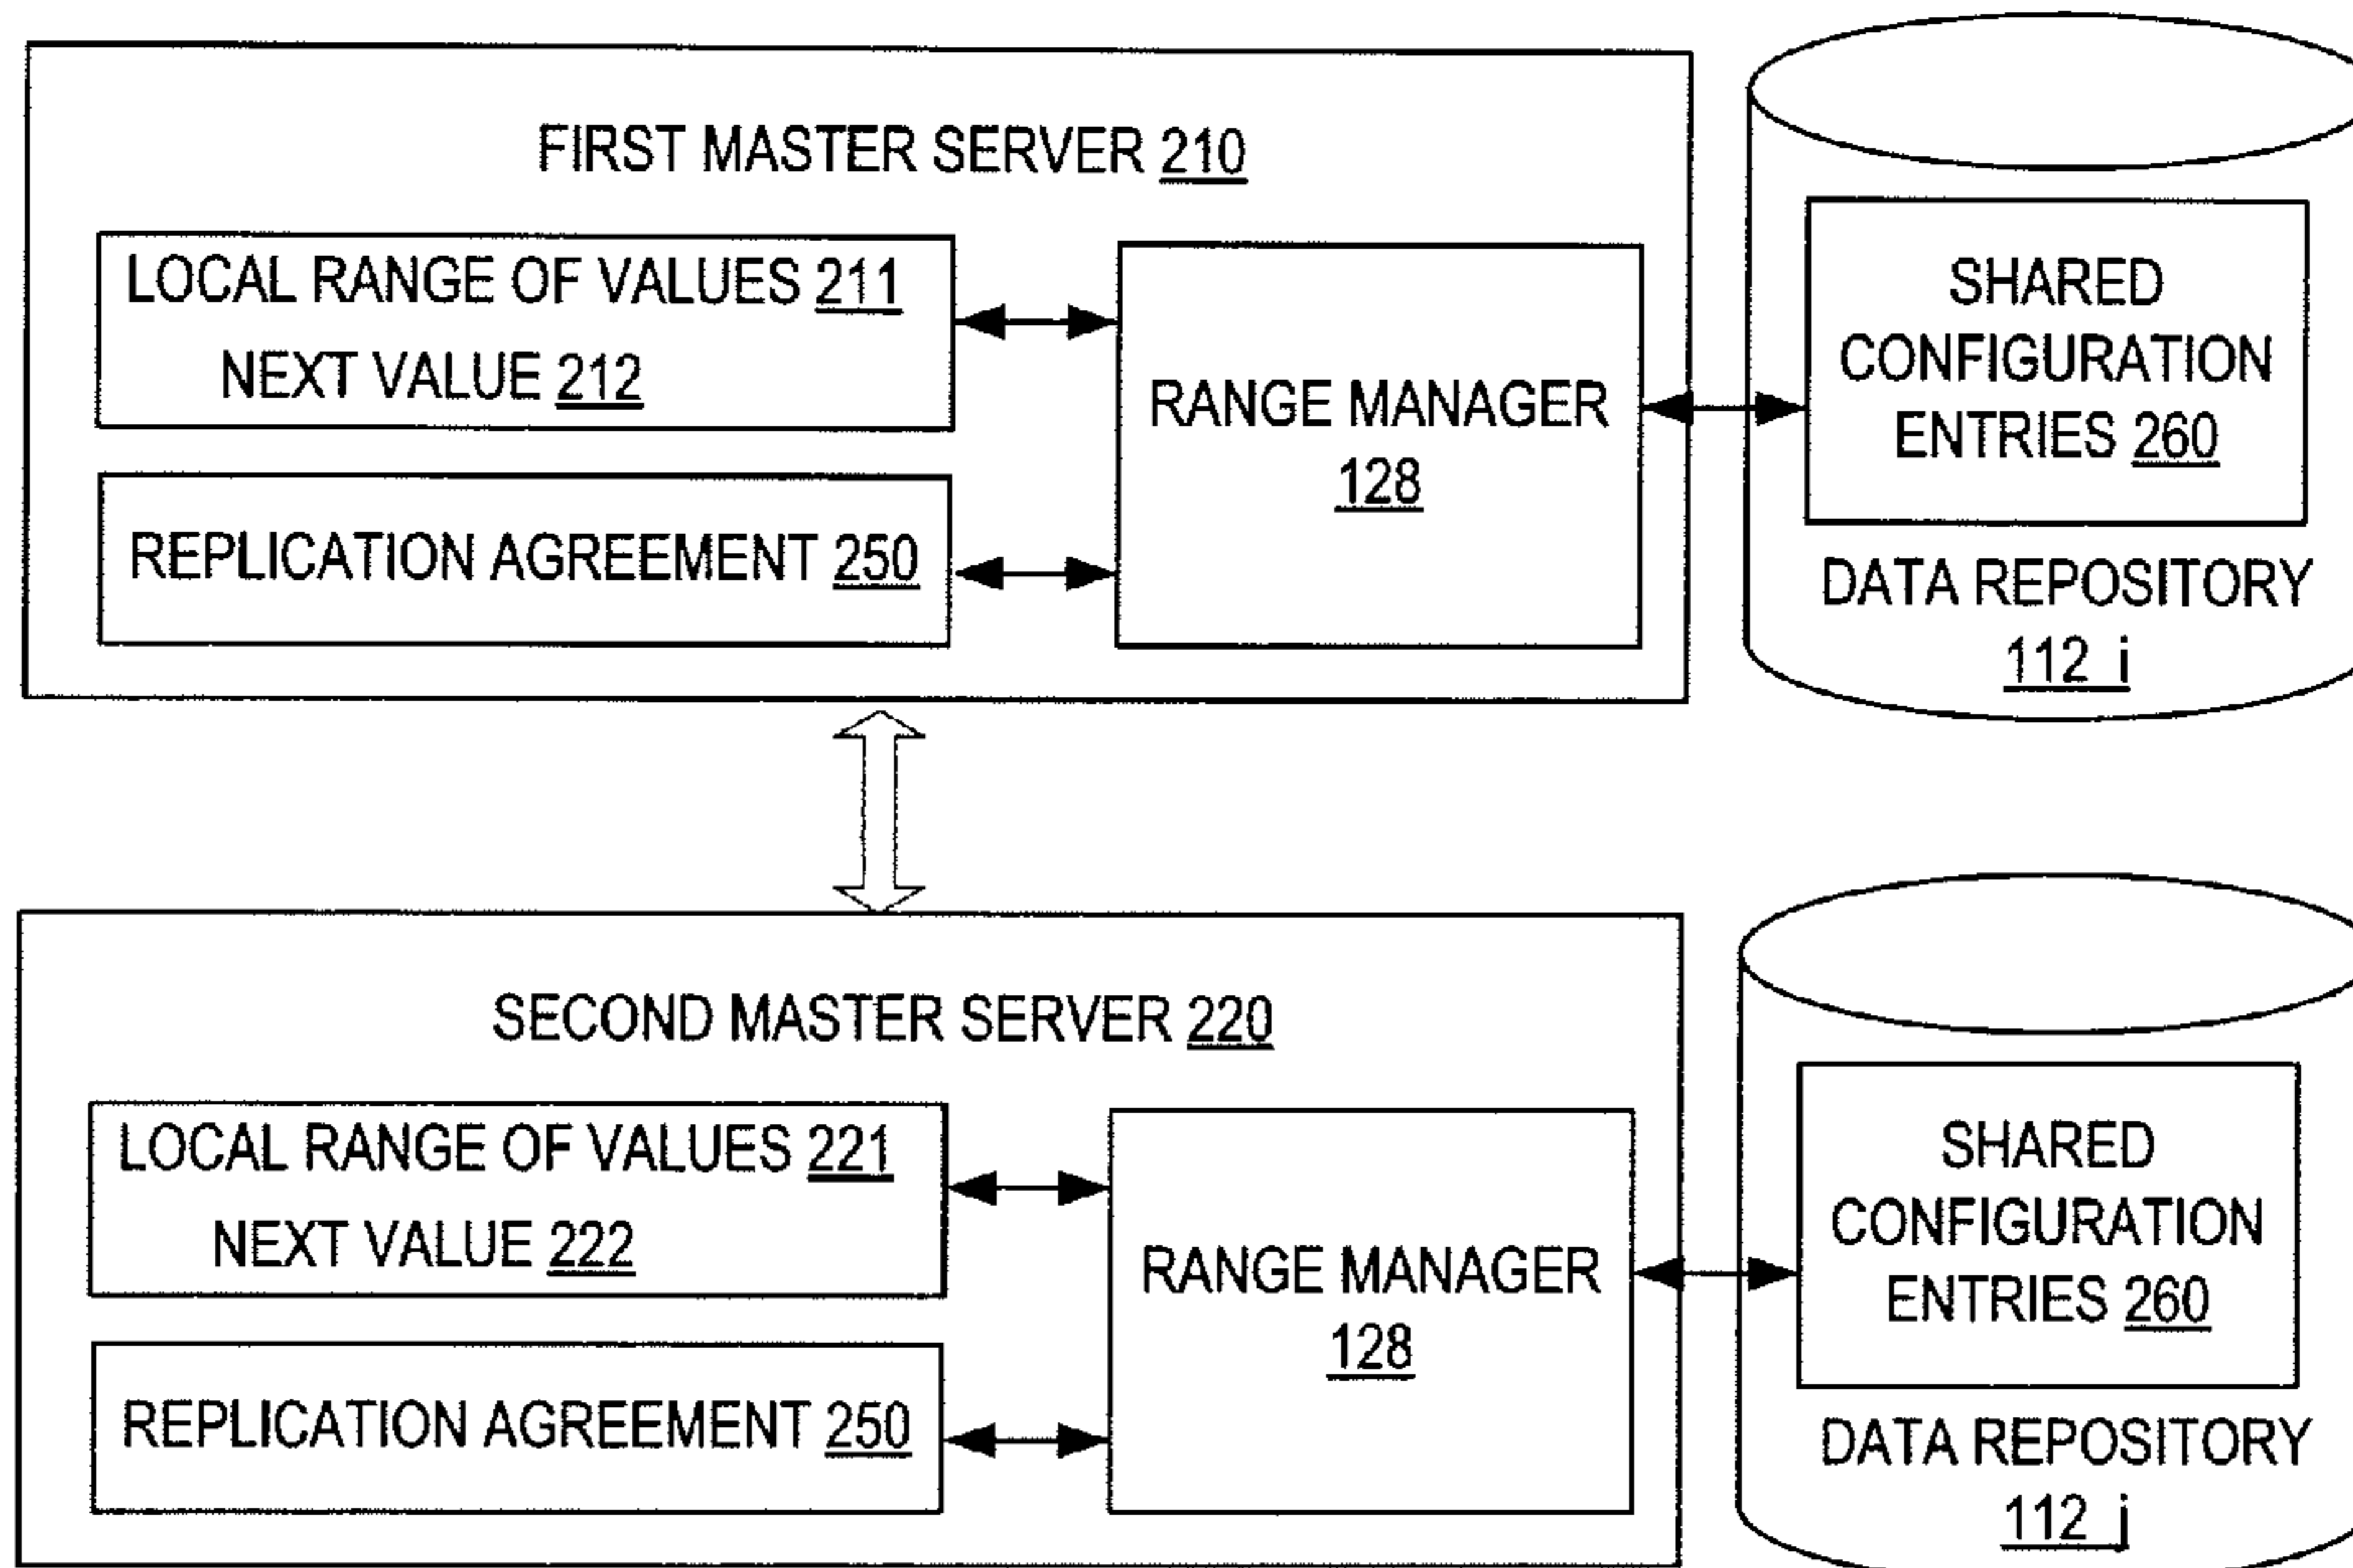 FIRST MASTER SERVER 210
LOCAL RANGE OF VALUES 211
NEXT VALUE 212
REPLICATION AGREEMENT 250
RANGE MANAGER
128
SHARED
CONFIGURATION
ENTRIES 260
DATA REPOSITORY
112_i
SECOND MASTER SERVER 220
LOCAL RANGE OF VALUES 221
NEXT VALUE 222
REPLICATION AGREEMENT 250
RANGE MANAGER
128
SHARED
CONFIGURATION
ENTRIES 260
DATA REPOSITORY
112_j